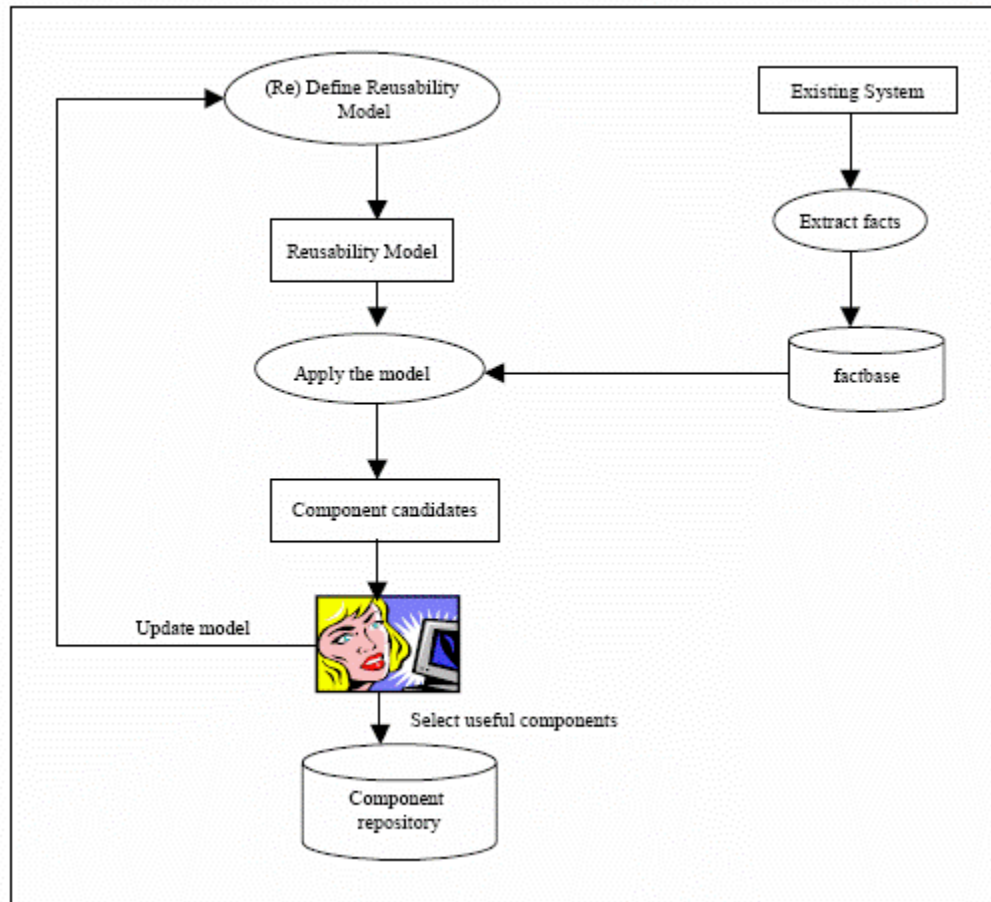 (Re) Define Reusability
Model
Existing System
Extract facts
Reusability Model
Apply the model
factbase
Component candidates
Update model
Select useful components
Component
repository